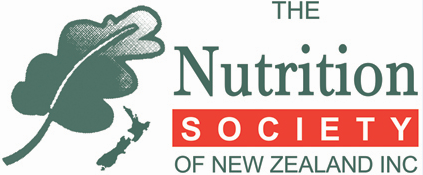 THE
Nutrition
SOCIETY
OF NEW ZEALAND INC